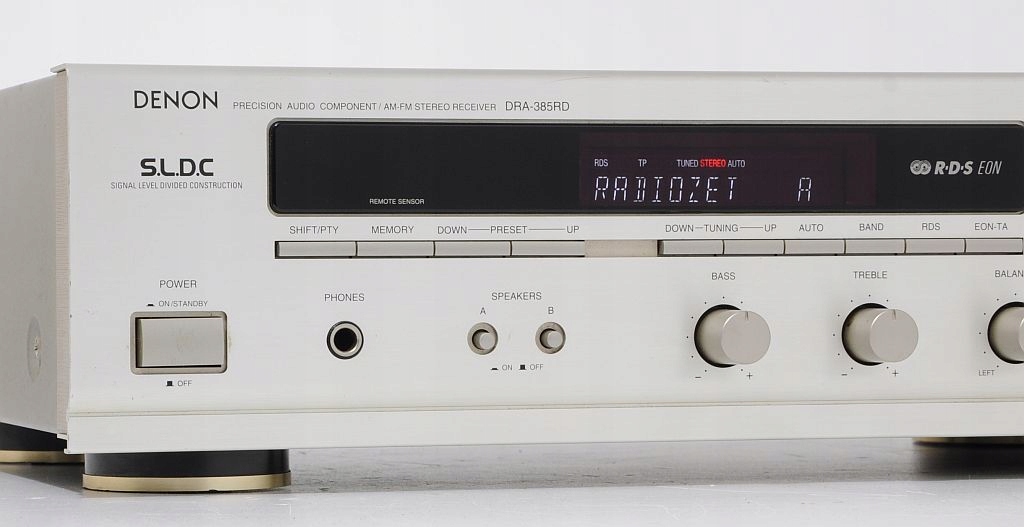 DENON PRECISION AUDIO COMPONENT / AM-FM STEREO RECEIVER DRA-385RD
S.L.D.C
SIGNAL LEVEL DIVIDED CONSTRUCTION
RDS TP TUNED STEREO AUTO
RADIOZET A
R·D·S EON
REMOTE SENSOR
SHIFT/PTY MEMORY DOWN PRESET UP DOWN TUNING UP AUTO BAND RDS EON-TA
POWER
ON/STANDBY
OFF
PHONES
SPEAKERS
A B
ON OFF
BASS
- +
TREBLE
- +
BALAN
LEFT